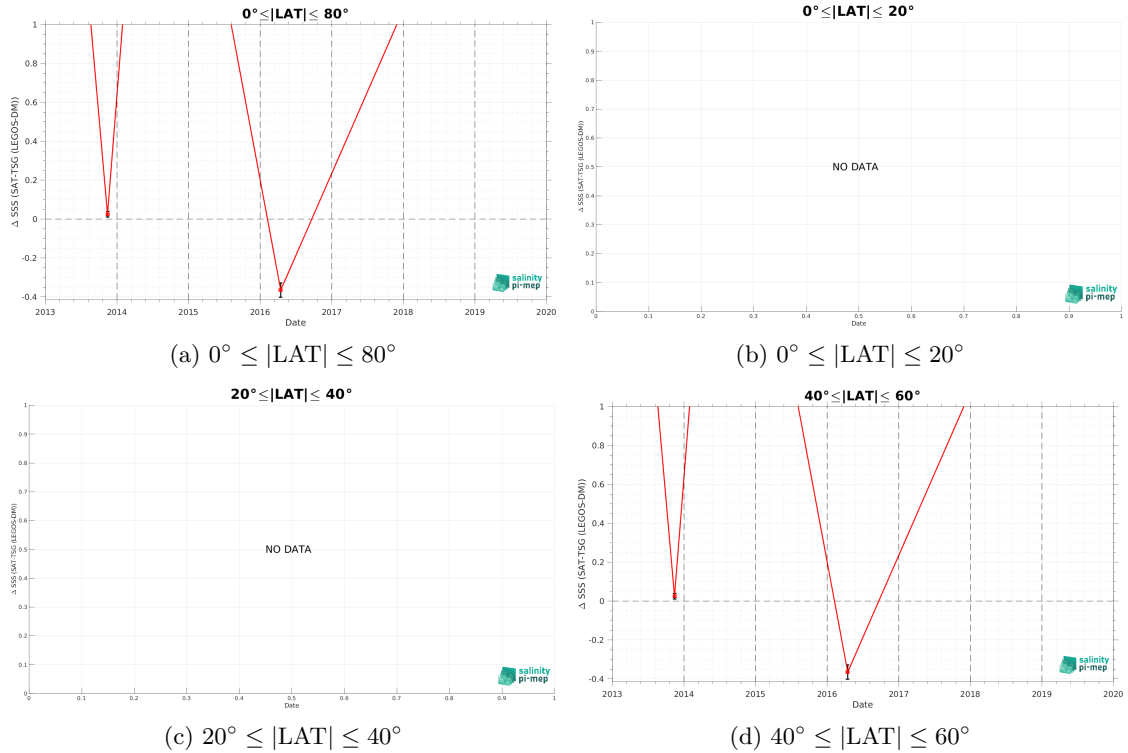 0°≤|LAT|≤ 80°
1
0.8
0.6
0.4
0.2
0
-0.2
-0.4
Δ SSS (SAT-TSG (LEGOS-DM))
2013 2014 2015 2016 2017 2018 2019 2020
Date
salinity
pi-mep
(a) 0° ≤ |LAT| ≤ 80°
0°≤|LAT|≤ 20°
1
0.9
0.8
0.7
0.6
0.5
0.4
0.3
0.2
0.1
0
Δ SSS (SAT-TSG (LEGOS-DM))
NO DATA
0 0.1 0.2 0.3 0.4 0.5 0.6 0.7 0.8 0.9 1
Date
salinity
pi-mep
(b) 0° ≤ |LAT| ≤ 20°
20°≤|LAT|≤ 40°
1
0.9
0.8
0.7
0.6
0.5
0.4
0.3
0.2
0.1
0
Δ SSS (SAT-TSG (LEGOS-DM))
NO DATA
0 0.1 0.2 0.3 0.4 0.5 0.6 0.7 0.8 0.9 1
Date
salinity
pi-mep
(c) 20° ≤ |LAT| ≤ 40°
40°≤|LAT|≤ 60°
1
0.8
0.6
0.4
0.2
0
-0.2
-0.4
Δ SSS (SAT-TSG (LEGOS-DM))
2013 2014 2015 2016 2017 2018 2019 2020
Date
salinity
pi-mep
(d) 40° ≤ |LAT| ≤ 60°